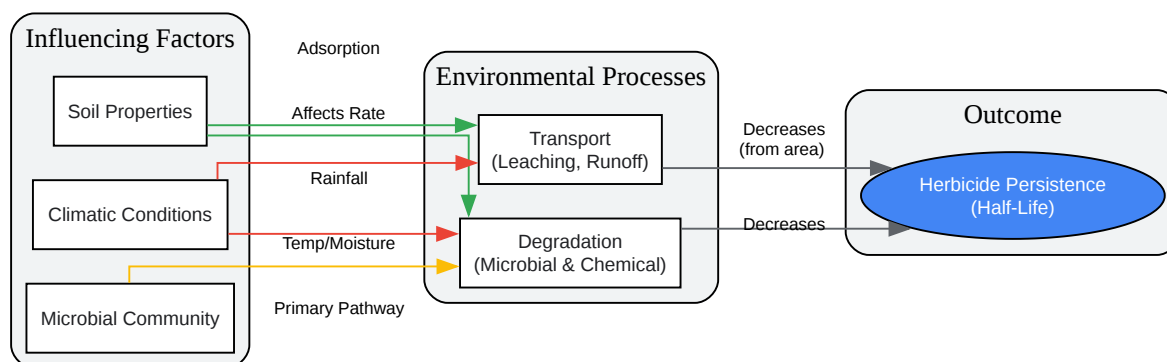 Influencing Factors
Soil Properties
Climatic Conditions
Microbial Community
Adsorption
Affects Rate
Rainfall
Temp/Moisture
Primary Pathway
Environmental Processes
Transport
(Leaching, Runoff)
Degradation
(Microbial & Chemical)
Decreases
(from area)
Decreases
Outcome
Herbicide Persistence
(Half-Life)